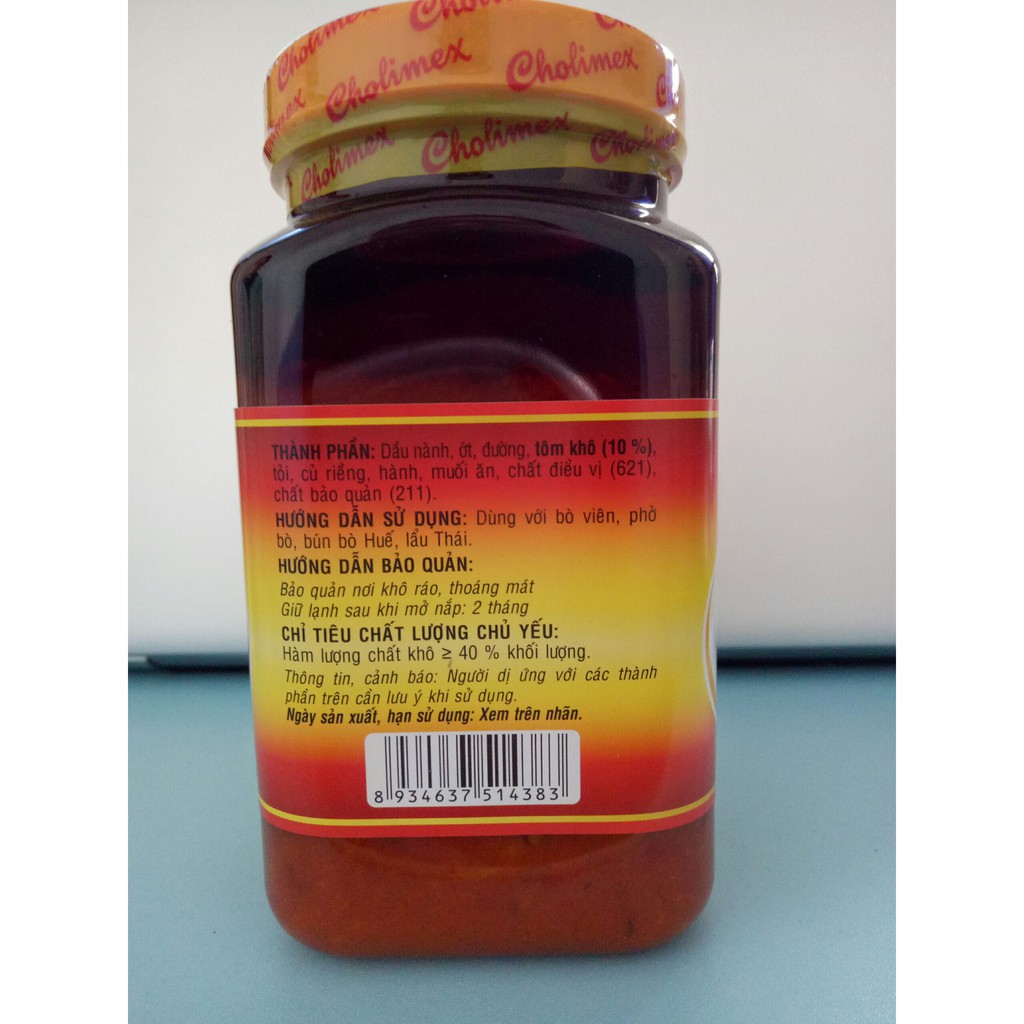 Cholimex
Cholimex Cholimex
Cholimex Cholimex
THÀNH PHẦN: Dầu nành, ớt, đường, tôm khô (10 %),
tỏi, củ riềng, hành, muối ăn, chất điều vị (621),
chất bảo quản (211).
HƯỚNG DẪN SỬ DỤNG: Dùng với bò viên, phở
bò, bún bò Huế, lẩu Thái.
HƯỚNG DẪN BẢO QUẢN:
Bảo quản nơi khô ráo, thoáng mát
Giữ lạnh sau khi mở nắp: 2 tháng
CHỈ TIÊU CHẤT LƯỢNG CHỦ YẾU:
Hàm lượng chất khô ≥ 40 % khối lượng.
Thông tin, cảnh báo: Người dị ứng với các thành
phần trên cần lưu ý khi sử dụng.
Ngày sản xuất, hạn sử dụng: Xem trên nhãn.
8 934637 514383